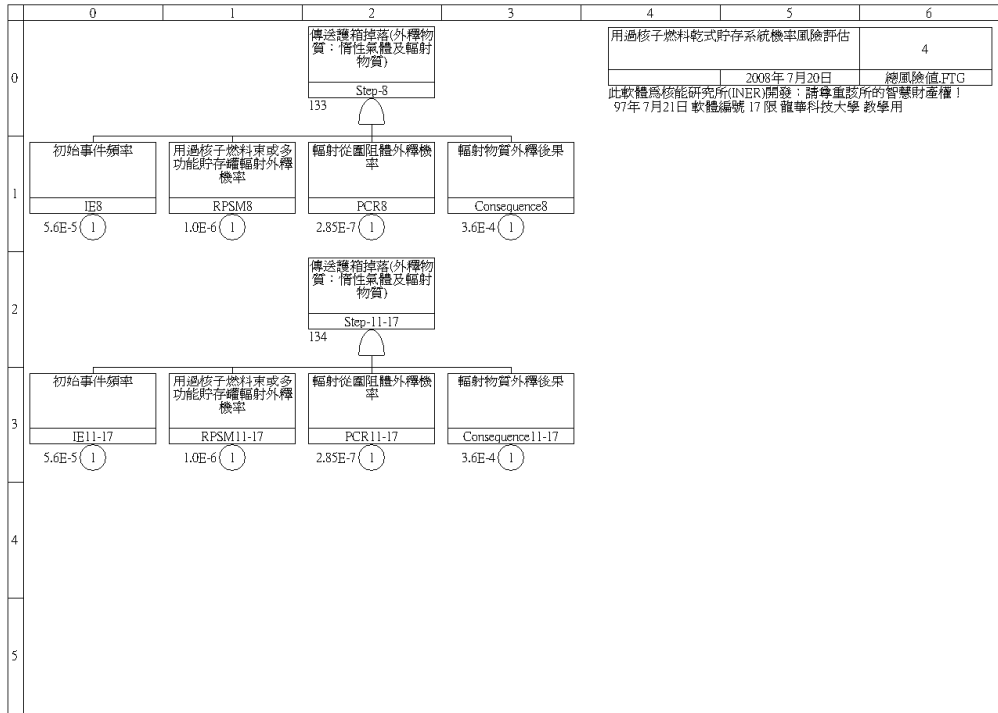 0 1 2 3 4 5 6
0
1
2
3
4
5
用過核子燃料乾式貯存系統機率風險評估
4
2008年 7月20日
總風險值.FTG
此軟體為核能研究所(INER)開發：請尊重該所的智慧財產權！
97年 7月21日 軟體編號 17 限 龍華科技大學 教學用
傳送護箱掉落(外釋物
質：惰性氣體及輻射
物質)
Step-8
133
初始事件頻率
IE8
5.6E-5 1
用過核子燃料束或多
功能貯存罐輻射外釋
機率
RPSM8
1.0E-6 1
輻射從圍阻體外釋機
率
PCR8
2.85E-7 1
輻射物質外釋後果
Consequence8
3.6E-4 1
傳送護箱掉落(外釋物
質：惰性氣體及輻射
物質)
Step-11-17
134
初始事件頻率
IE11-17
5.6E-5 1
用過核子燃料束或多
功能貯存罐輻射外釋
機率
RPSM11-17
1.0E-6 1
輻射從圍阻體外釋機
率
PCR11-17
2.85E-7 1
輻射物質外釋後果
Consequence11-17
3.6E-4 1